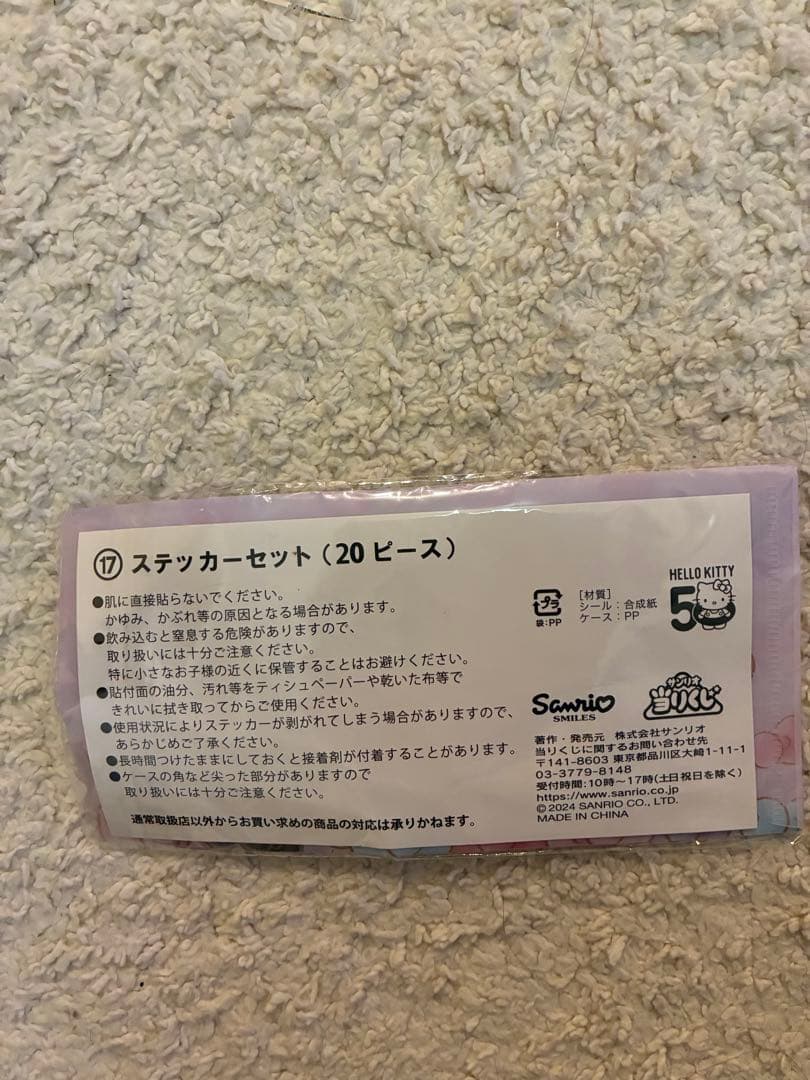 ⑰ ステッカーセット（20 ピース）
●肌に直接貼らないでください。
かゆみ、かぶれ等の原因となる場合があります。
●飲み込むと窒息する危険がありますので、
取り扱いには十分ご注意ください。
特に小さなお子様の近くに保管することはお避けください。
●貼付面の油分、汚れ等をティシュペーパーや乾いた布等で
きれいに拭き取ってからご使用ください。
●使用状況によりステッカーが剥がれてしまう場合がありますので、
あらかじめご了承ください。
●長時間つけたままにしておくと接着剤が付着することがあります。
●ケースの角など尖った部分がありますので
取り扱いには十分ご注意ください。
通常取扱店以外からお買い求めの商品の対応は承りかねます。
プラ
袋:PP
[材質]
シール：合成紙
ケース：PP
HELLO KITTY
50
Sanrio
SMILES
サンリオ
当りくじ
著作・発売元 株式会社サンリオ
当りくじに関するお問い合わせ先
〒141-8603 東京都品川区大崎1-11-1
03-3779-8148
受付時間：10時〜17時(土日祝日を除く)
https://www.sanrio.co.jp
©2024 SANRIO CO., LTD.
MADE IN CHINA